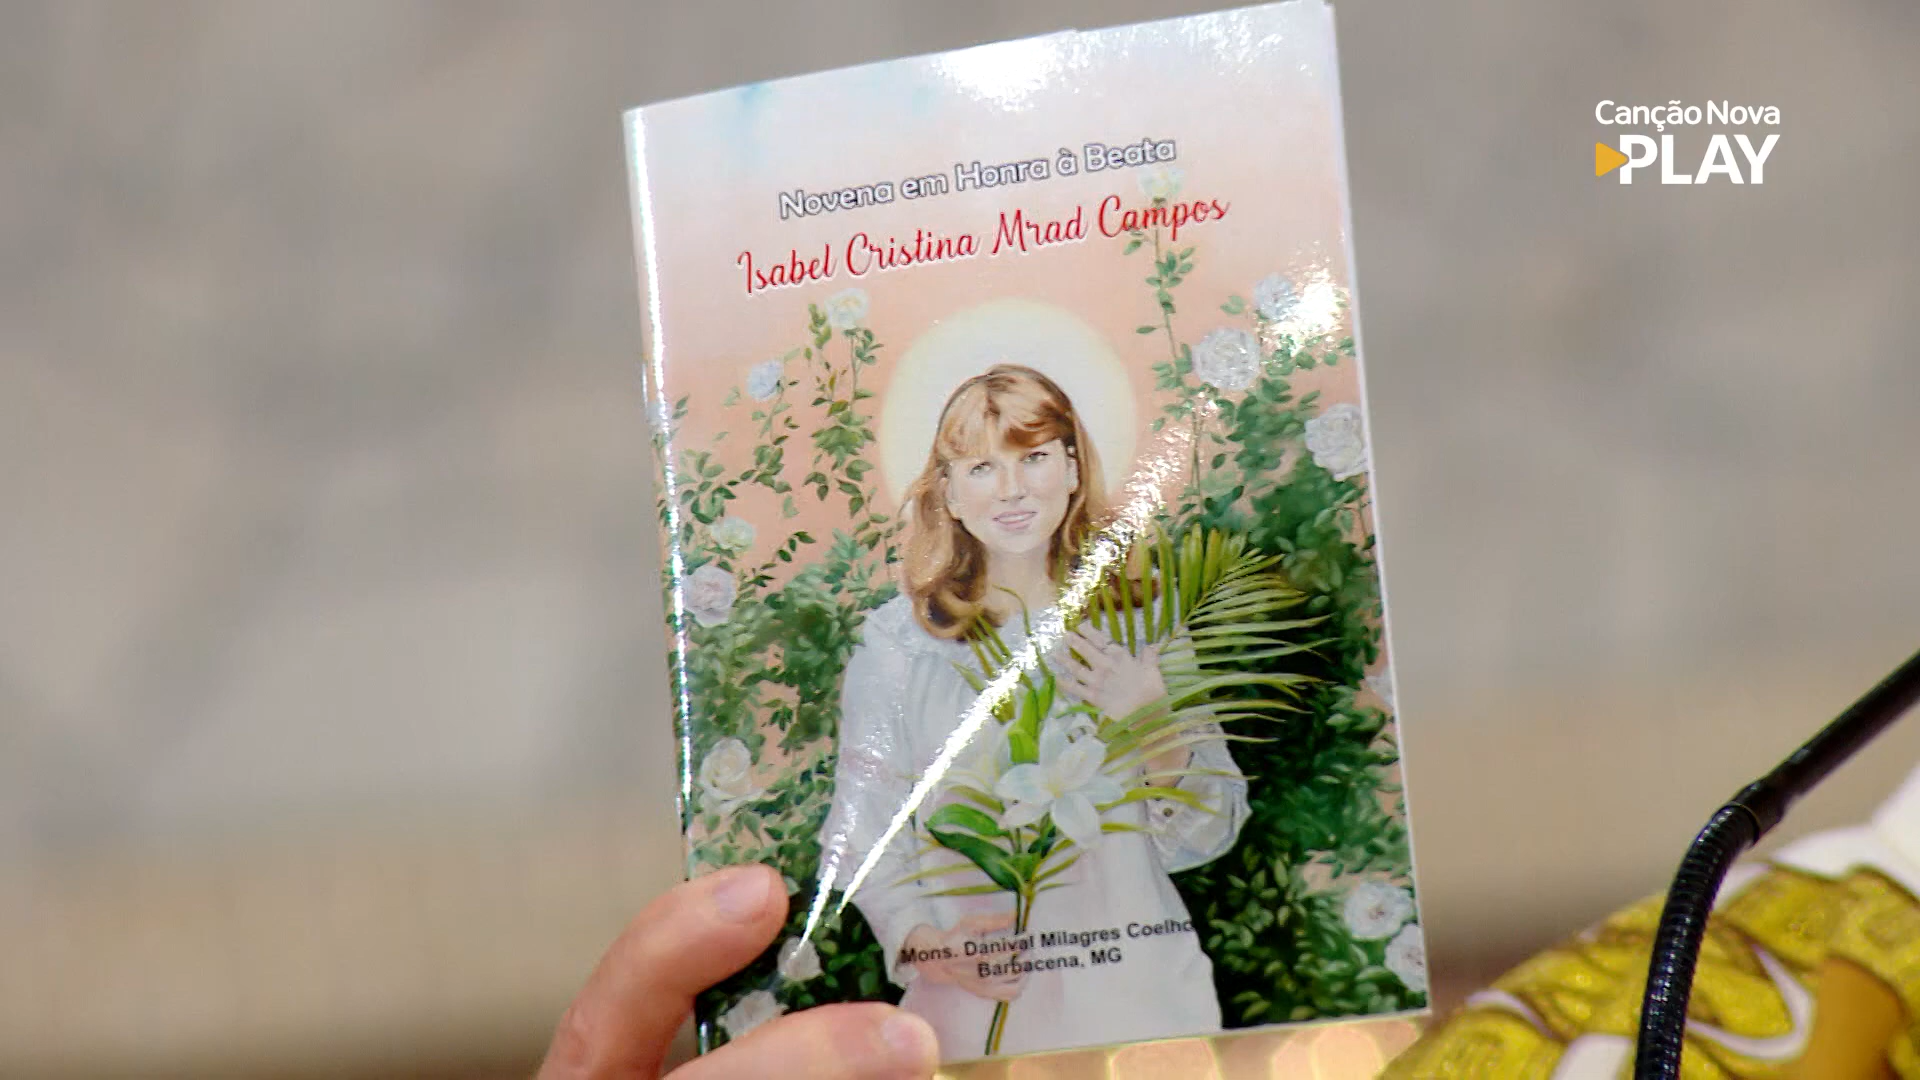 Canção Nova
PLAY
Novena em Honra à Beata
Isabel Cristina Mrad Campos
Mons. Danival Milagres Coelho
Barbacena, MG